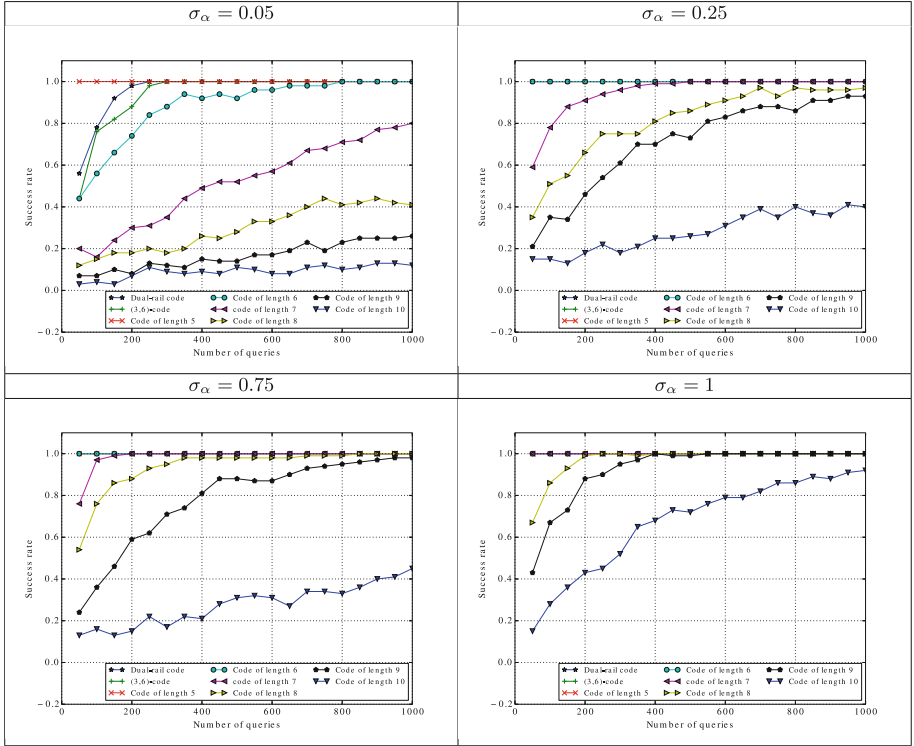 σ_α = 0.05
σ_α = 0.25
1.0
0.8
0.6
0.4
0.2
0.0
−0.2
Success rate
0 200 400 600 800 1000
Number of queries
Dual-rail code
(3,6)-code
Code of length 5
Code of length 6
code of length 7
Code of length 8
Code of length 9
Code of length 10
1.0
0.8
0.6
0.4
0.2
0.0
−0.2
Success rate
0 200 400 600 800 1000
Number of queries
Dual-rail code
(3,6)-code
Code of length 5
Code of length 6
code of length 7
Code of length 8
Code of length 9
Code of length 10
σ_α = 0.75
σ_α = 1
1.0
0.8
0.6
0.4
0.2
0.0
−0.2
Success rate
0 200 400 600 800 1000
Number of queries
Dual-rail code
(3,6)-code
Code of length 5
Code of length 6
code of length 7
Code of length 8
Code of length 9
Code of length 10
1.0
0.8
0.6
0.4
0.2
0.0
−0.2
Success rate
0 200 400 600 800 1000
Number of queries
Dual-rail code
(3,6)-code
Code of length 5
Code of length 6
code of length 7
Code of length 8
Code of length 9
Code of length 10